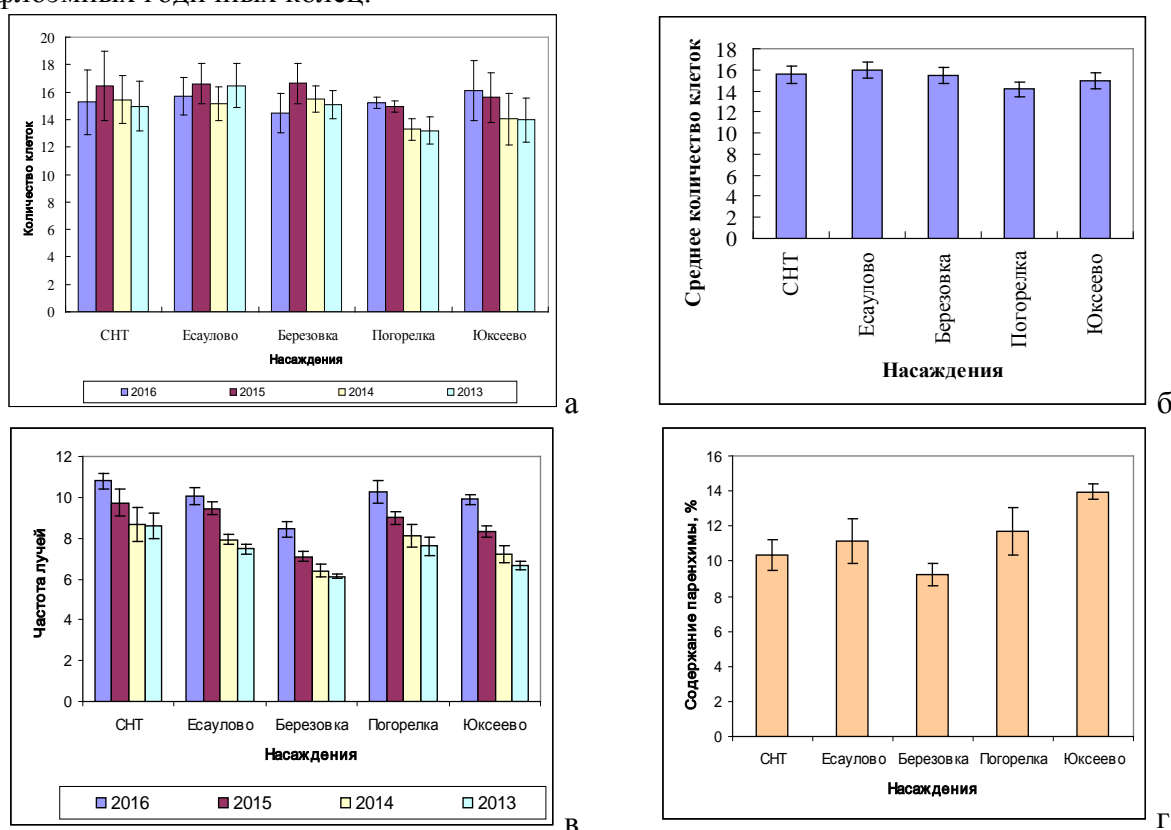 флоэмных годичных колец.
Количество клеток
20
18
16
14
12
10
8
6
4
2
0
СНТ Есаулово Березовка Погорелка Юксеево
Насаждения
2016 2015 2014 2013
а
Среднее количество клеток
18
16
14
12
10
8
6
4
2
0
СНТ Есаулово Березовка Погорелка Юксеево
Насаждения
б
Частота лучей
12
10
8
6
4
2
0
СНТ Есаулово Березовка Погорелка Юксеево
Насаждения
2016 2015 2014 2013
в
Содержание паренхимы, %
16
14
12
10
8
6
4
2
0
СНТ Есаулово Березовка Погорелка Юксеево
Насаждения
г